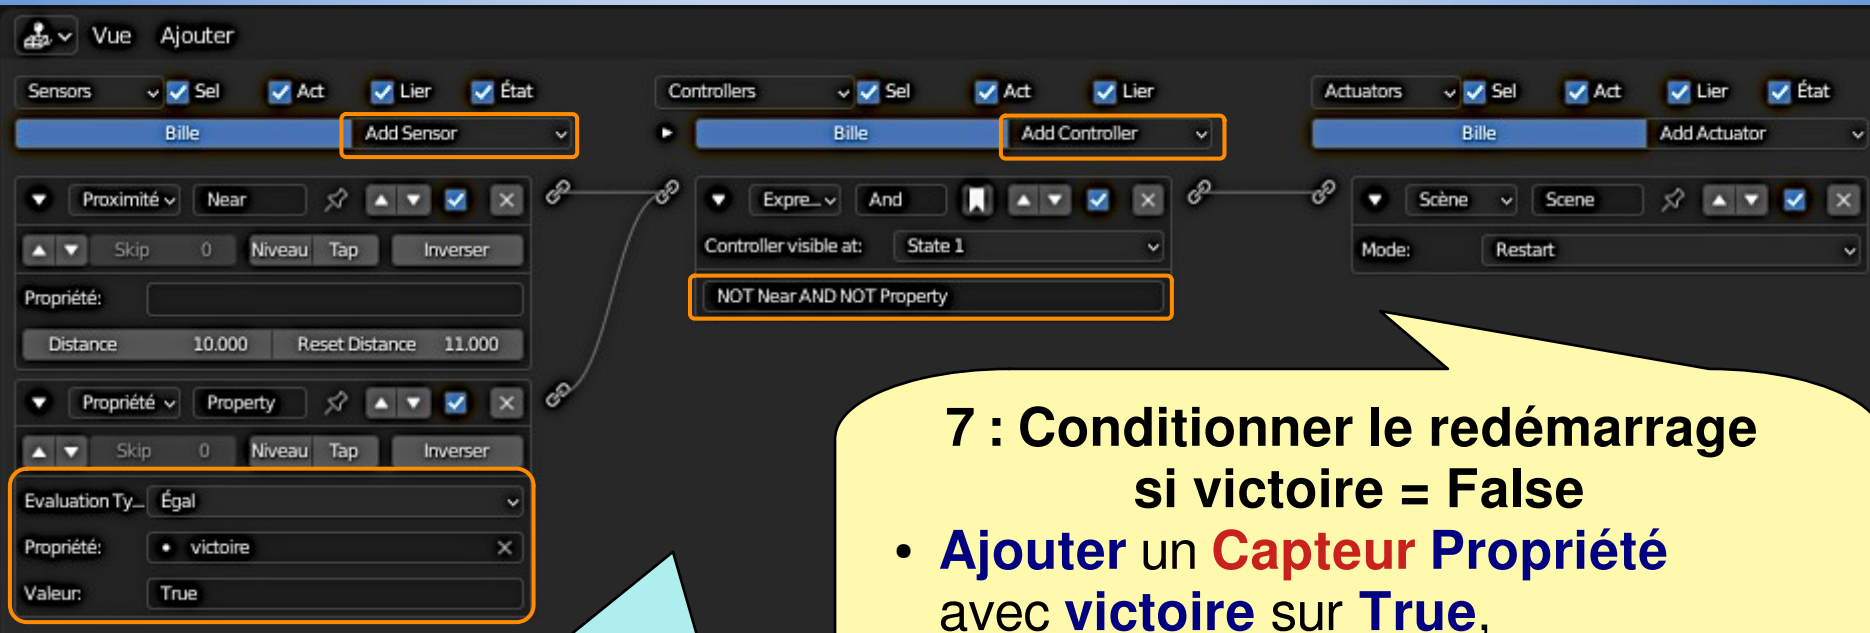 Vue Ajouter
Sensors Sel Act Lier État Controllers Sel Act Lier Actuators Sel Act Lier État
Bille Add Sensor Bille Add Controller Bille Add Actuator
Proximité Near Expre... And Scène Scene
Skip 0 Niveau Tap Inverser Controller visible at: State 1 Mode: Restart
Propriété: NOT Near AND NOT Property
Distance 10.000 Reset Distance 11.000
Propriété Property
Skip 0 Niveau Tap Inverser
Evaluation Ty... Égal
Propriété: victoire
Valeur: True
7 : Conditionner le redémarrage
si victoire = False
• Ajouter un Capteur Propriété
avec victoire sur True,